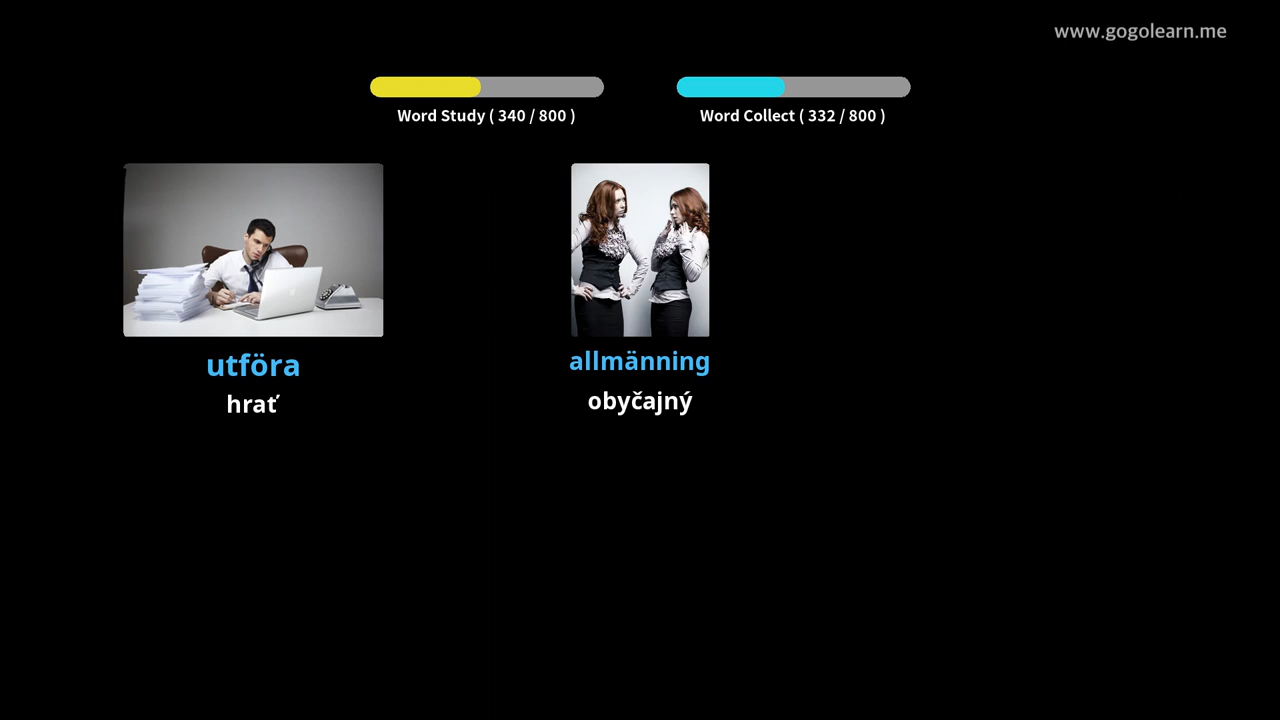 www.gogolearn.me
Word Study ( 340 / 800 )
Word Collect ( 332 / 800 )
utföra
hrať
allmänning
obyčajný